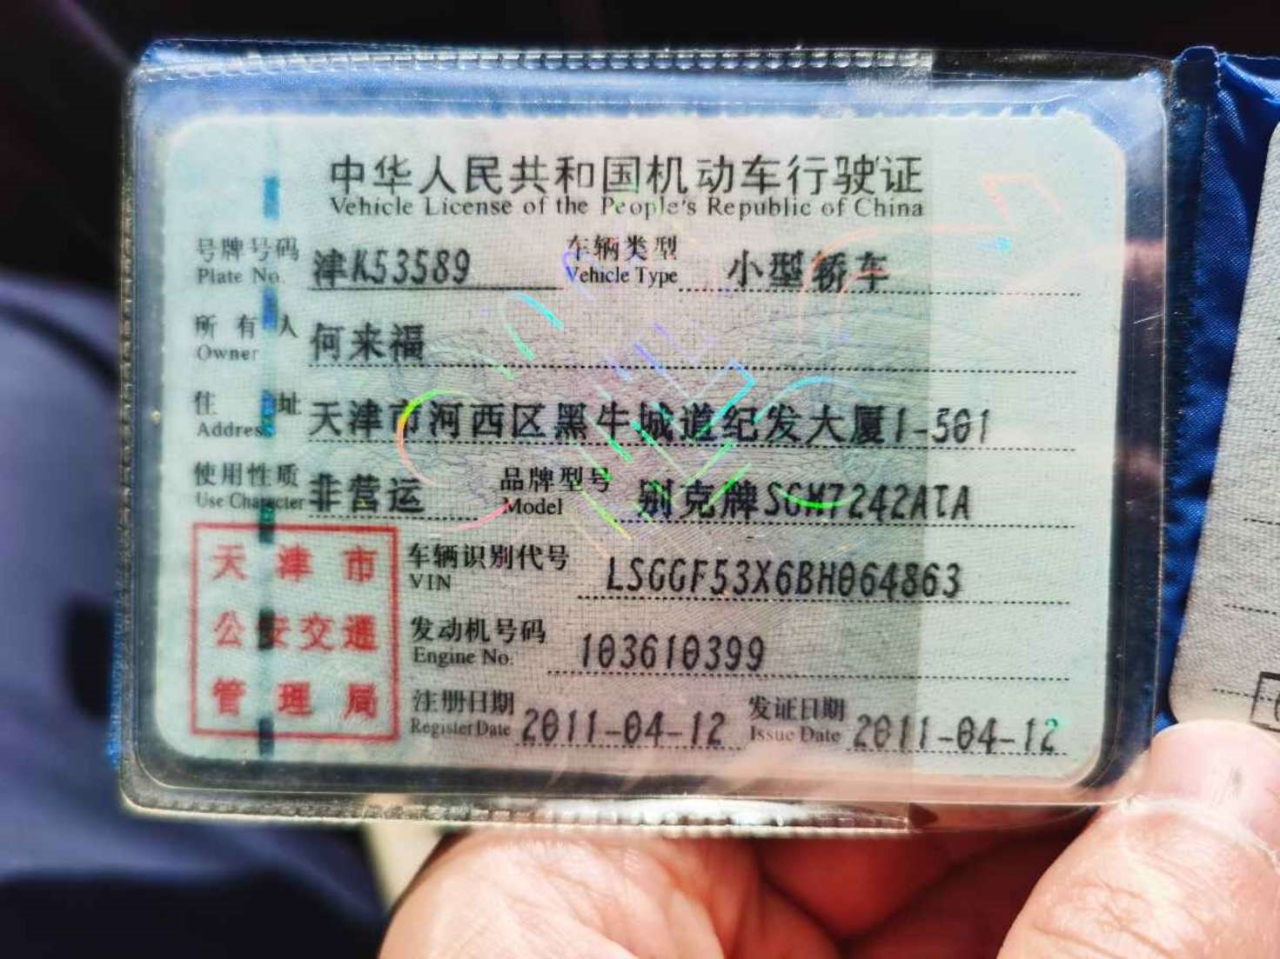 中华人民共和国机动车行驶证
Vehicle License of the People's Republic of China
号牌号码 津K53589 车辆类型 小型轿车
Plate No. Vehicle Type
所有人 何来福
Owner
住址 天津市河西区黑牛城道纪发大厦1-501
Address
使用性质 非营运 品牌型号 别克牌SGM7242ATA
Use Character Model
天津市
公安交通
管理局
车辆识别代号 LSGGF53X6BH064863
VIN
发动机号码 103610399
Engine No.
注册日期 2011-04-12 发证日期 2011-04-12
Register Date Issue Date